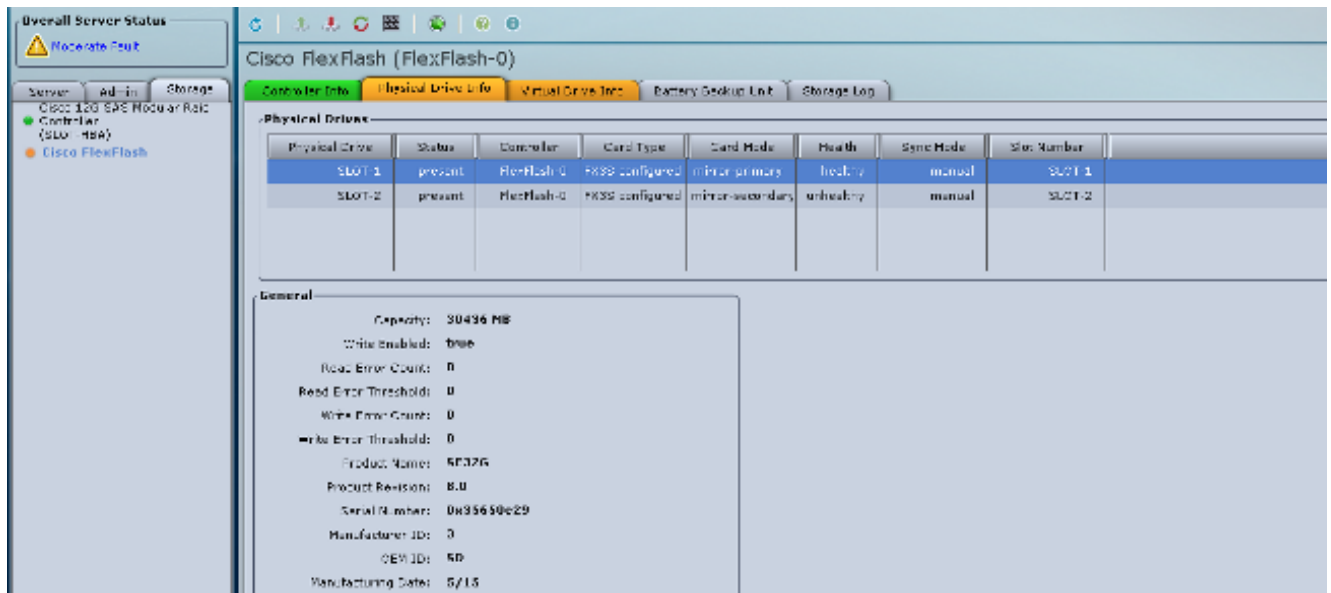 Overall Server Status
Moderate Fault
Cisco FlexFlash (FlexFlash-0)
Server Admin Storage
Controller Info Physical Drive Info Virtual Drive Info Battery Backup Unit Storage Log
Cisco 12G SAS Modular Raid
Controller
(SLOT-HBA)
Cisco FlexFlash
Physical Drives
Physical Drive Status Controller Card Type Card Mode Health Sync Mode Slot Number
SLOT-1 present FlexFlash-0 FX3S configured mirror-primary healthy manual SLOT-1
SLOT-2 present FlexFlash-0 FX3S configured mirror-secondary unhealthy manual SLOT-2
General
Capacity: 30436 MB
Write Enabled: true
Read Error Count: 0
Read Error Threshold: 0
Write Error Count: 0
Write Error Threshold: 0
Product Name: SE32G
Product Revision: 8.0
Serial Number:
Manufacturer ID:
OEM ID: SD
Manufacturing Date: 5/15